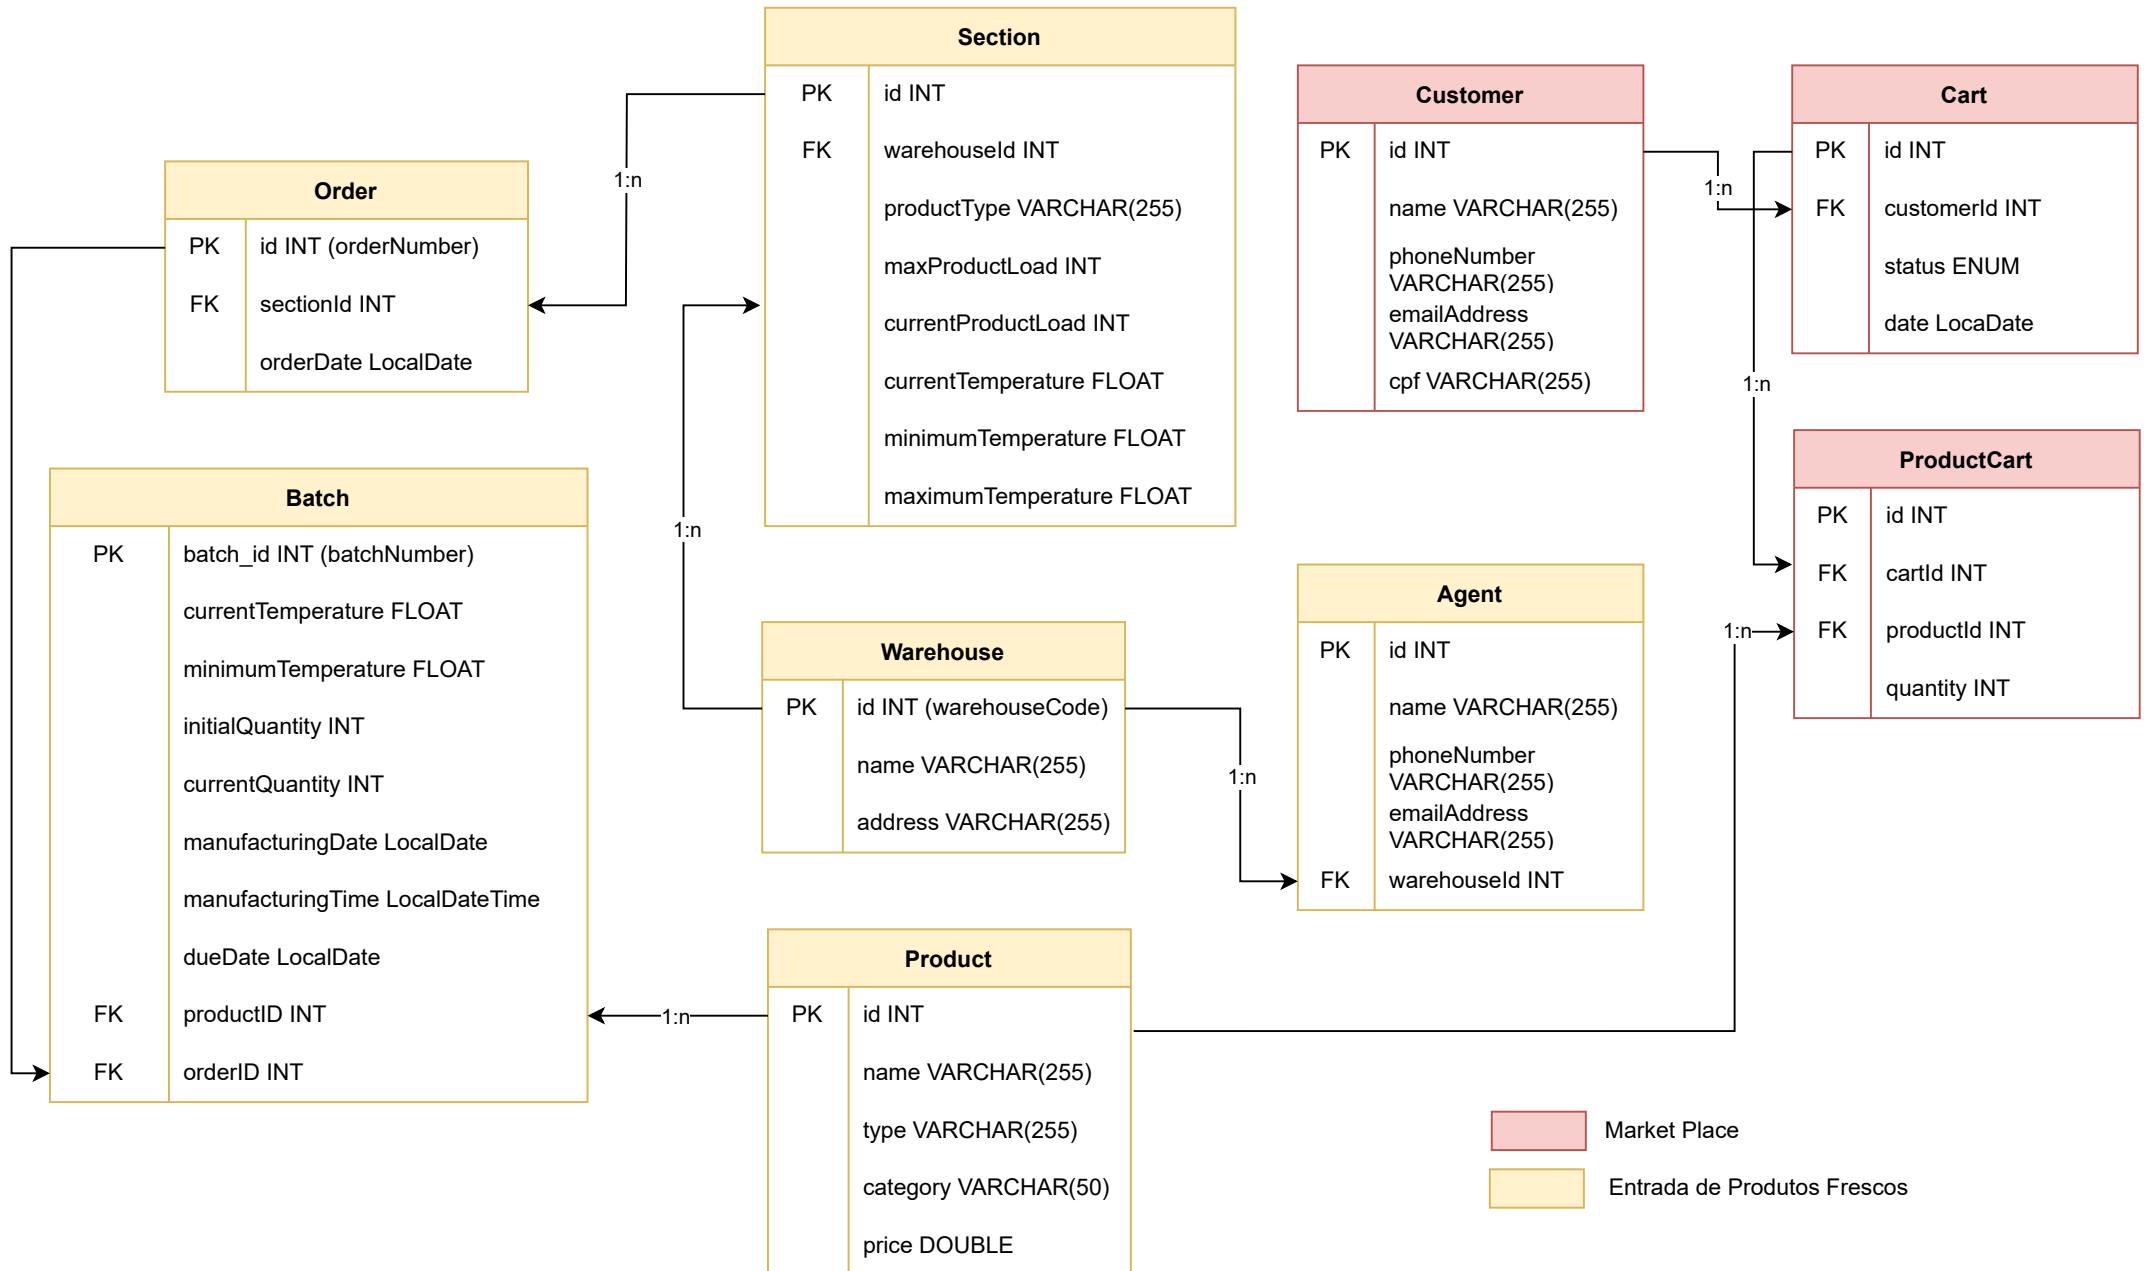 Section
PK id INT
FK warehouseId INT
productType VARCHAR(255)
maxProductLoad INT
currentProductLoad INT
currentTemperature FLOAT
minimumTemperature FLOAT
maximumTemperature FLOAT
Customer
PK id INT
name VARCHAR(255)
phoneNumber
VARCHAR(255)
emailAddress
VARCHAR(255)
cpf VARCHAR(255)
Cart
PK id INT
FK customerId INT
status ENUM
date LocaDate
Order
PK id INT (orderNumber)
FK sectionId INT
orderDate LocalDate
1:n
1:n
1:n
1:n
ProductCart
PK id INT
FK cartId INT
FK productId INT
quantity INT
Batch
PK batch_id INT (batchNumber)
currentTemperature FLOAT
minimumTemperature FLOAT
initialQuantity INT
currentQuantity INT
manufacturingDate LocalDate
manufacturingTime LocalDateTime
dueDate LocalDate
FK productID INT
FK orderID INT
Warehouse
PK id INT (warehouseCode)
name VARCHAR(255)
address VARCHAR(255)
1:n
Agent
PK id INT
name VARCHAR(255)
phoneNumber
VARCHAR(255)
emailAddress
VARCHAR(255)
FK warehouseId INT
1:n
1:n
Product
PK id INT
name VARCHAR(255)
type VARCHAR(255)
category VARCHAR(50)
price DOUBLE
Market Place
Entrada de Produtos Frescos